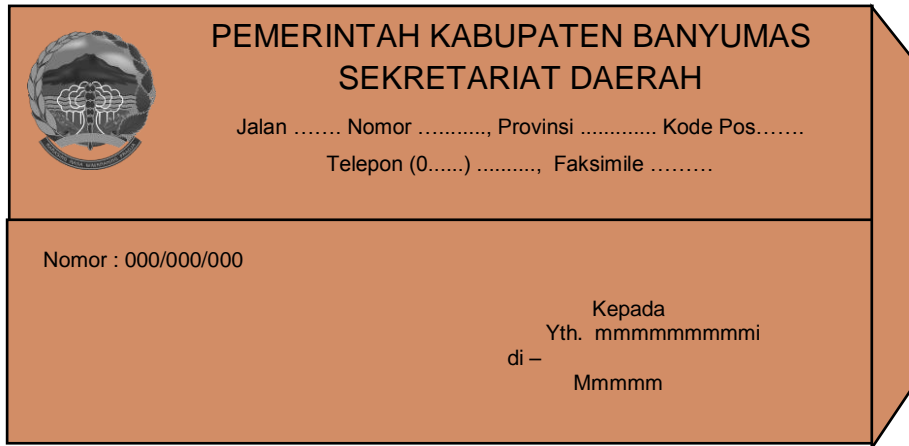 PEMERINTAH KABUPATEN BANYUMAS
SEKRETARIAT DAERAH
Jalan ……. Nomor ….........., Provinsi ............. Kode Pos…….
Telepon (0......) .........., Faksimile ………
Nomor : 000/000/000
Kepada
Yth. mmmmmmmmmi
di –
Mmmmm